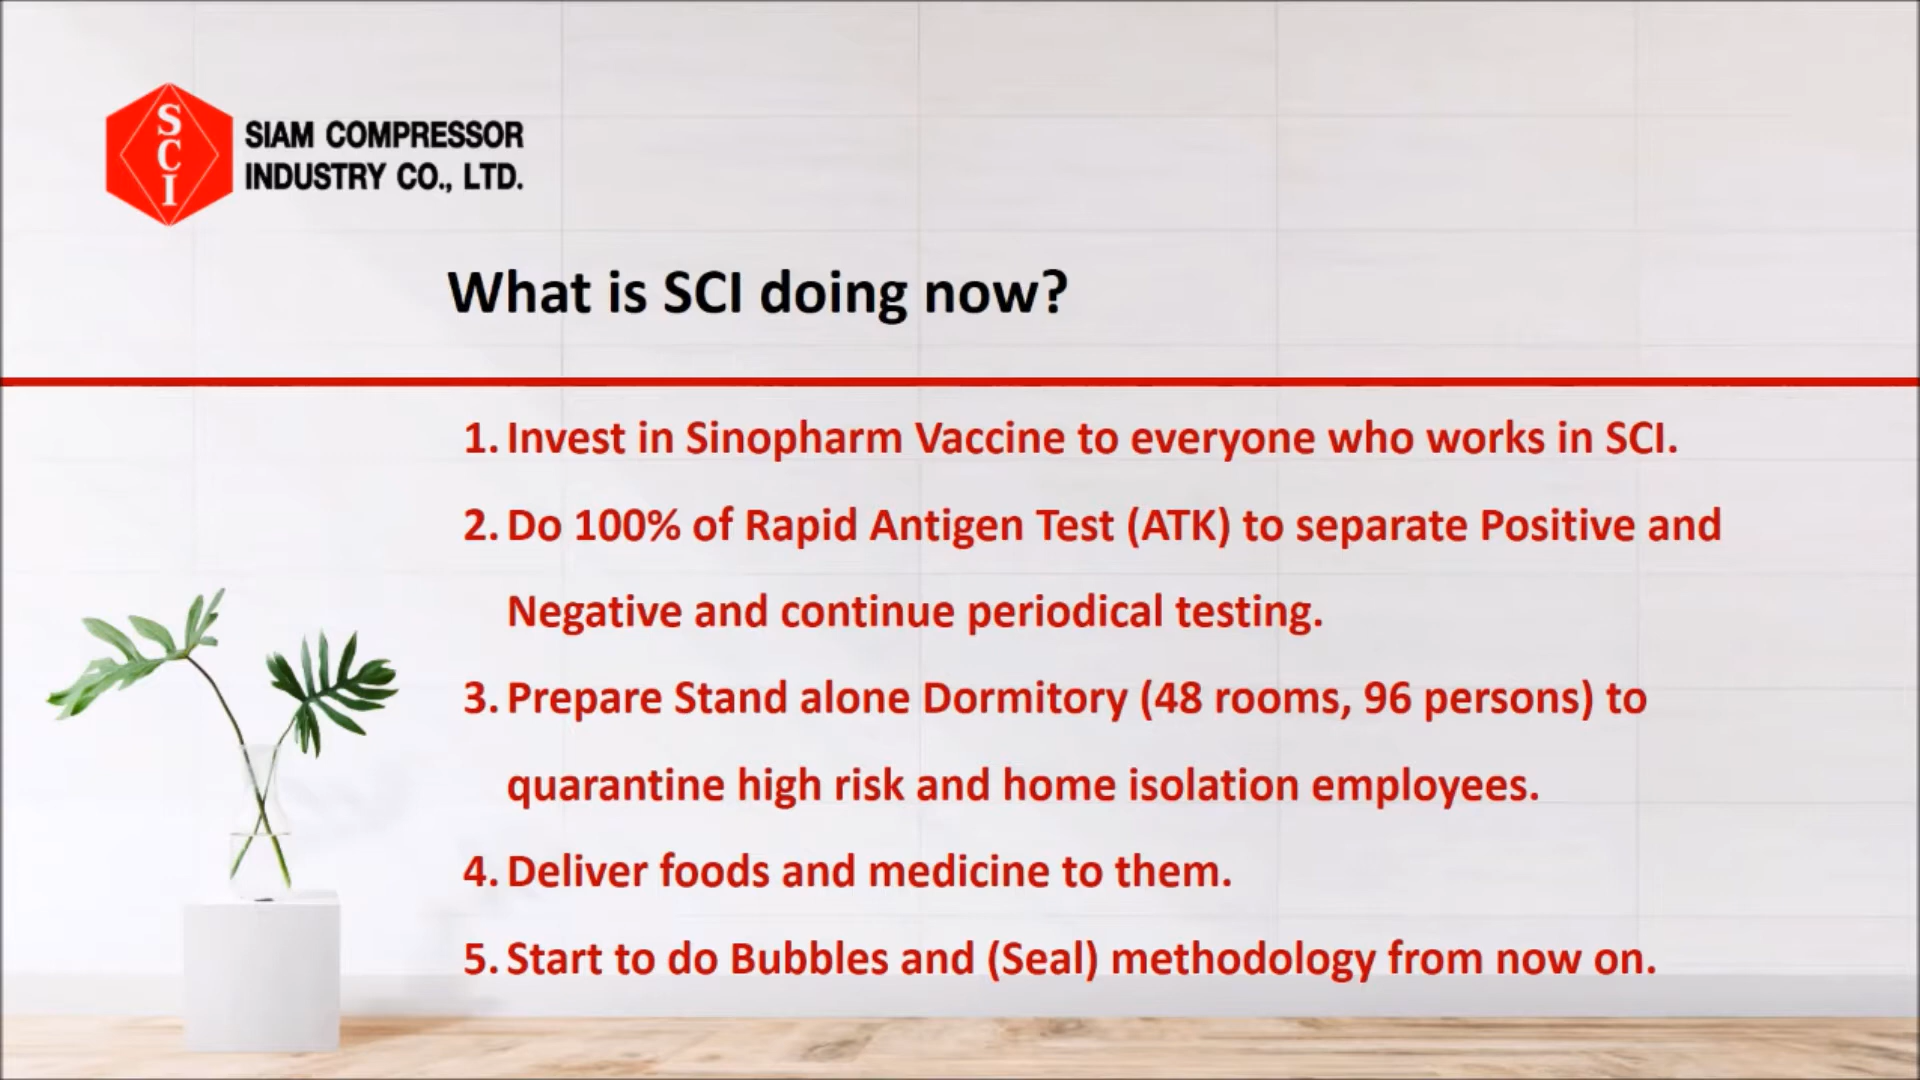 S
C
I
SIAM COMPRESSOR
INDUSTRY CO., LTD.
What is SCI doing now?
1. Invest in Sinopharm Vaccine to everyone who works in SCI.
2. Do 100% of Rapid Antigen Test (ATK) to separate Positive and
Negative and continue periodical testing.
3. Prepare Stand alone Dormitory (48 rooms, 96 persons) to
quarantine high risk and home isolation employees.
4. Deliver foods and medicine to them.
5. Start to do Bubbles and (Seal) methodology from now on.